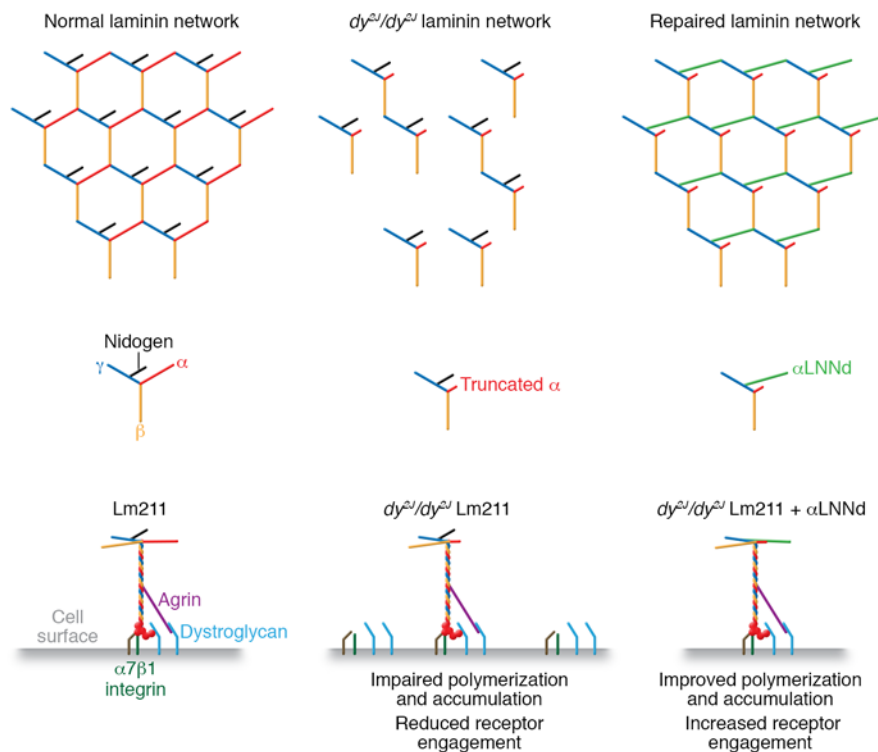 Normal laminin network
dy2J/dy2J laminin network
Repaired laminin network
Nidogen
γ
α
β
Truncated α
αLNNd
Lm211
dy2J/dy2J Lm211
dy2J/dy2J Lm211 + αLNNd
Agrin
Cell
surface
Dystroglycan
α7β1
integrin
Impaired polymerization
and accumulation
Reduced receptor
engagement
Improved polymerization
and accumulation
Increased receptor
engagement